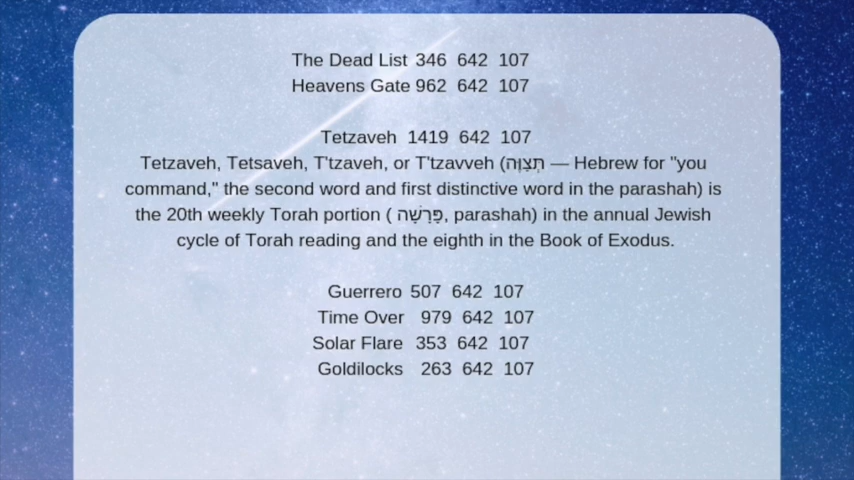 The Dead List 346 642 107
Heavens Gate 962 642 107
Tetzaveh 1419 642 107
Tetzaveh, Tetsaveh, T'tzaveh, or T'tzavveh (תְּצַוֶּה — Hebrew for "you
command," the second word and first distinctive word in the parashah) is
the 20th weekly Torah portion ( פָּרָשָׁה, parashah) in the annual Jewish
cycle of Torah reading and the eighth in the Book of Exodus.
Guerrero 507 642 107
Time Over 979 642 107
Solar Flare 353 642 107
Goldilocks 263 642 107